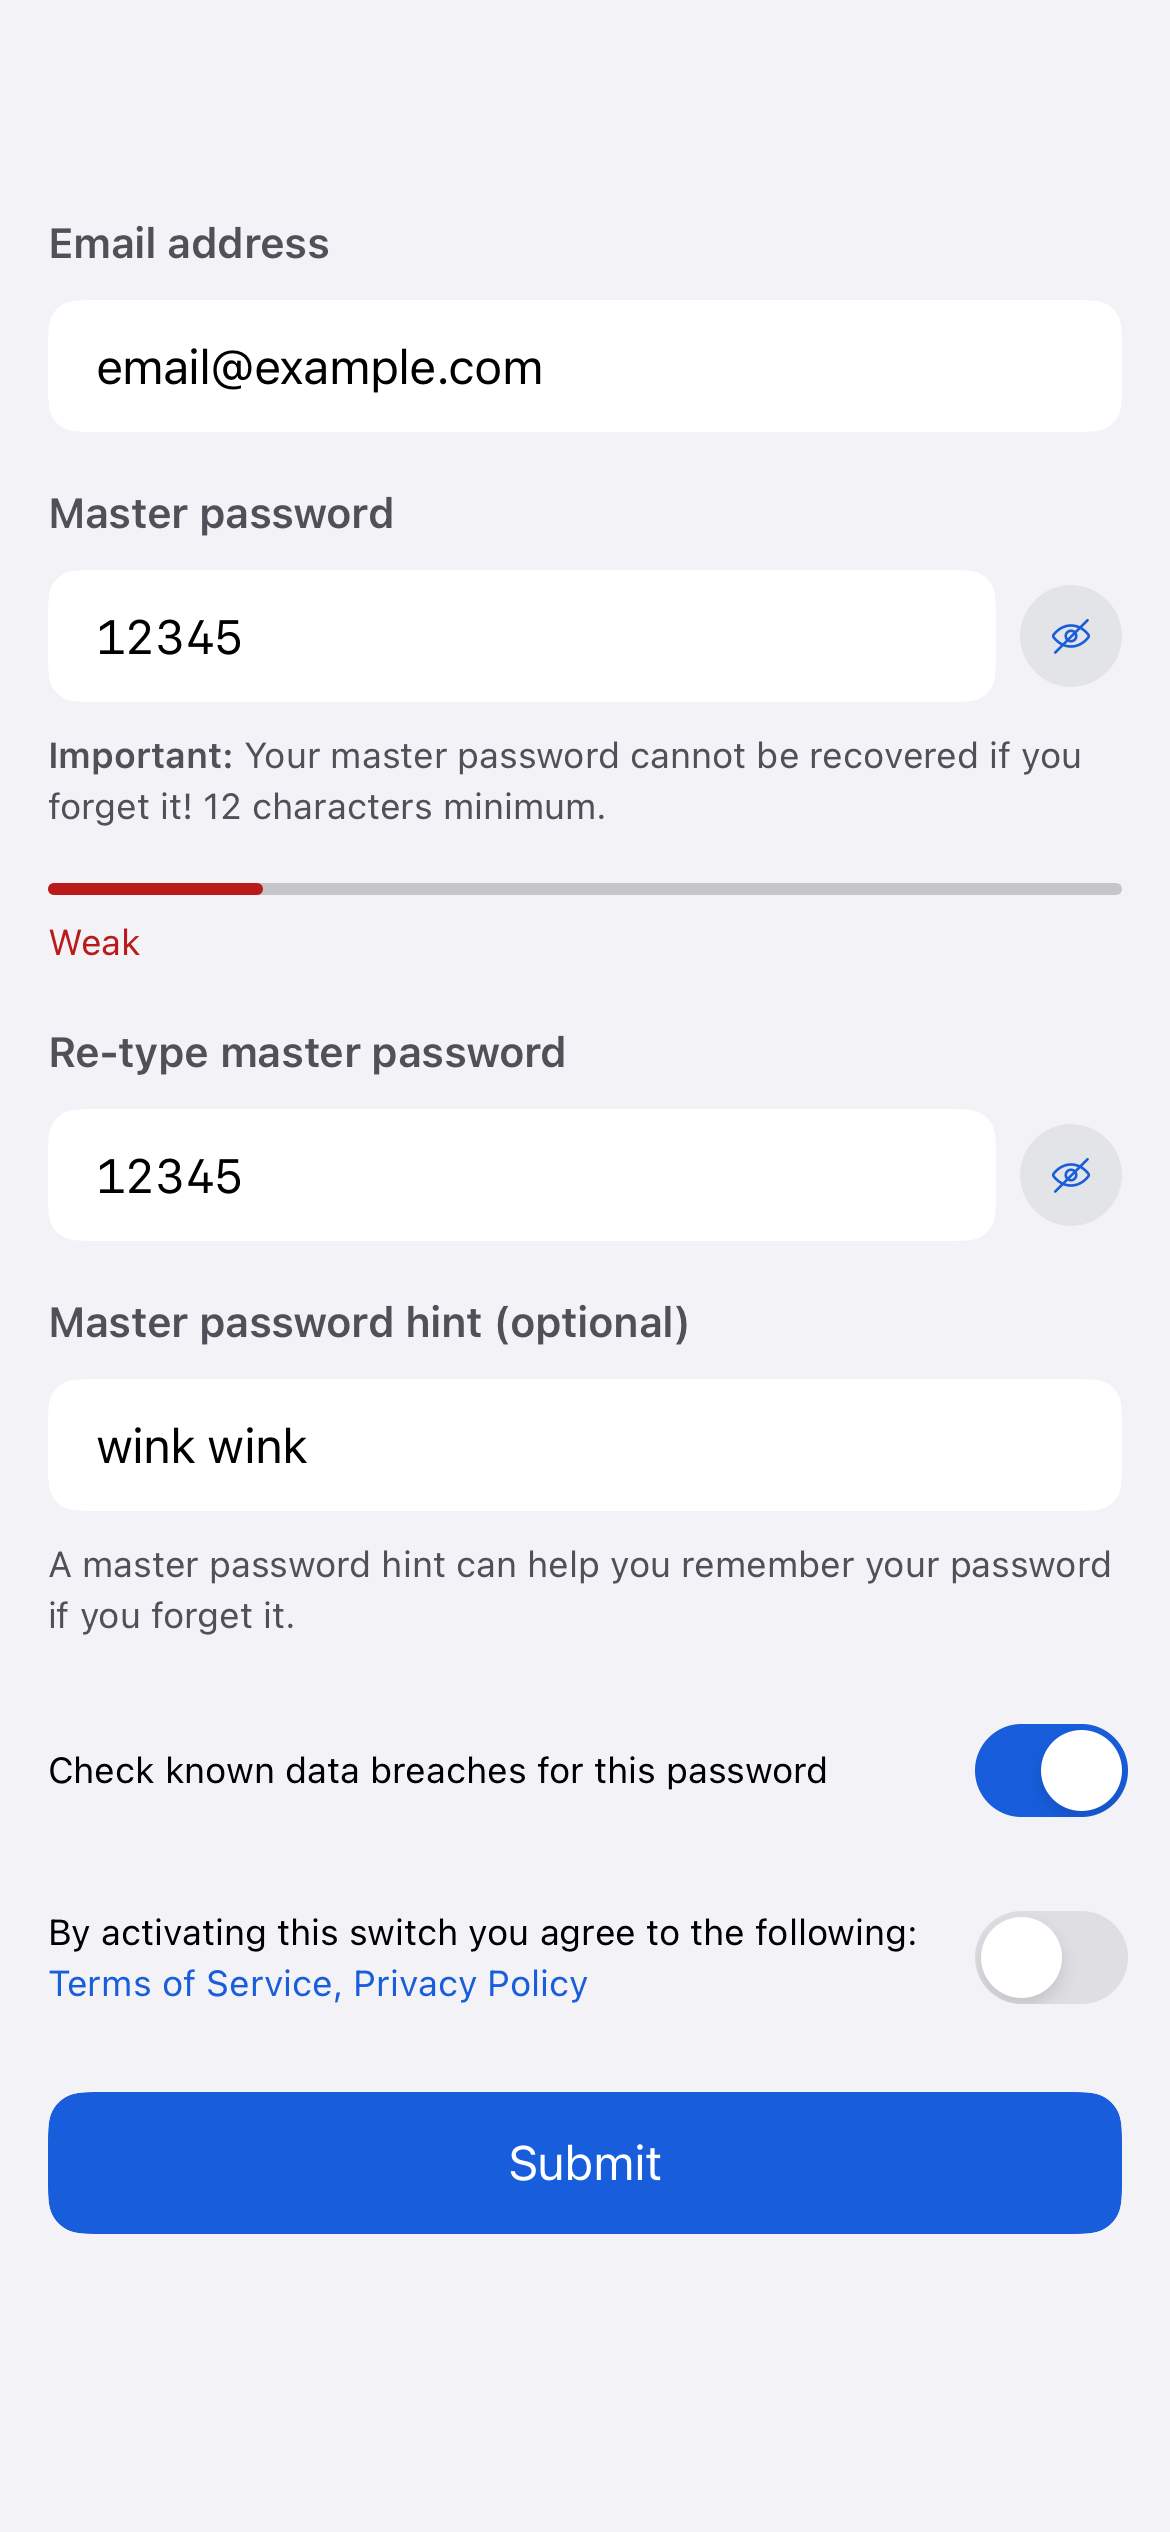 Email address
email@example.com
Master password
12345
Important: Your master password cannot be recovered if you
forget it! 12 characters minimum.
Weak
Re-type master password
12345
Master password hint (optional)
wink wink
A master password hint can help you remember your password
if you forget it.
Check known data breaches for this password
By activating this switch you agree to the following:
Terms of Service, Privacy Policy
Submit